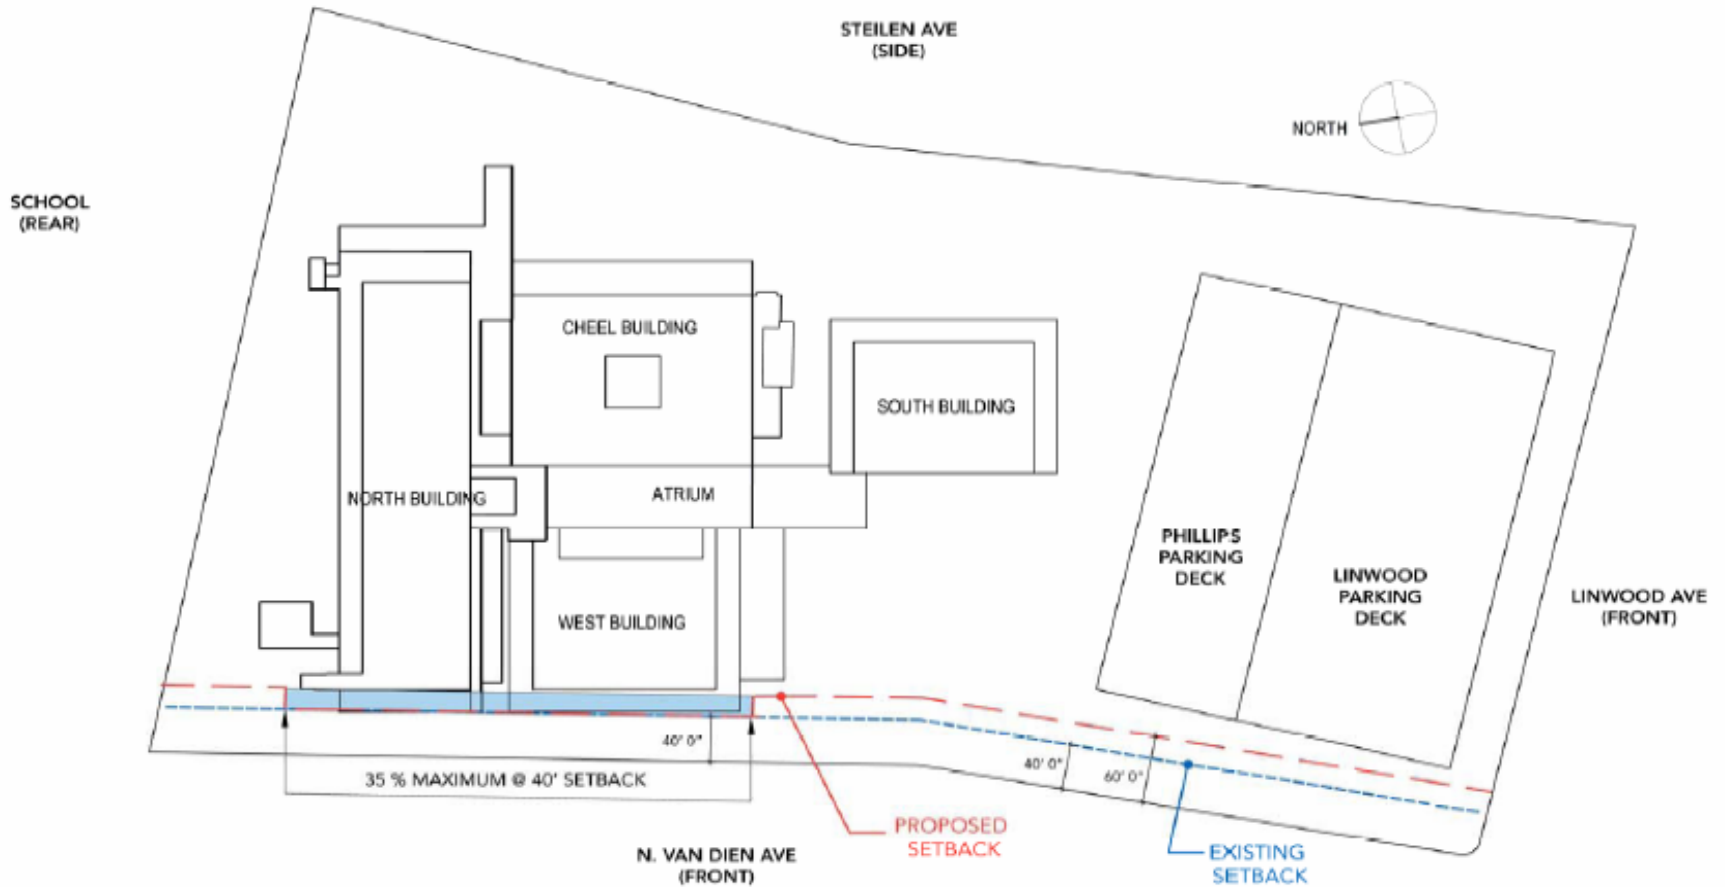 STEILEN AVE
(SIDE)
NORTH
SCHOOL
(REAR)
CHEEL BUILDING
SOUTH BUILDING
NORTH BUILDING
ATRIUM
PHILLIPS
PARKING
DECK
LINWOOD
PARKING
DECK
LINWOOD AVE
(FRONT)
WEST BUILDING
40' 0"
40' 0"
60' 0"
35 % MAXIMUM @ 40' SETBACK
PROPOSED
SETBACK
EXISTING
SETBACK
N. VAN DIEN AVE
(FRONT)